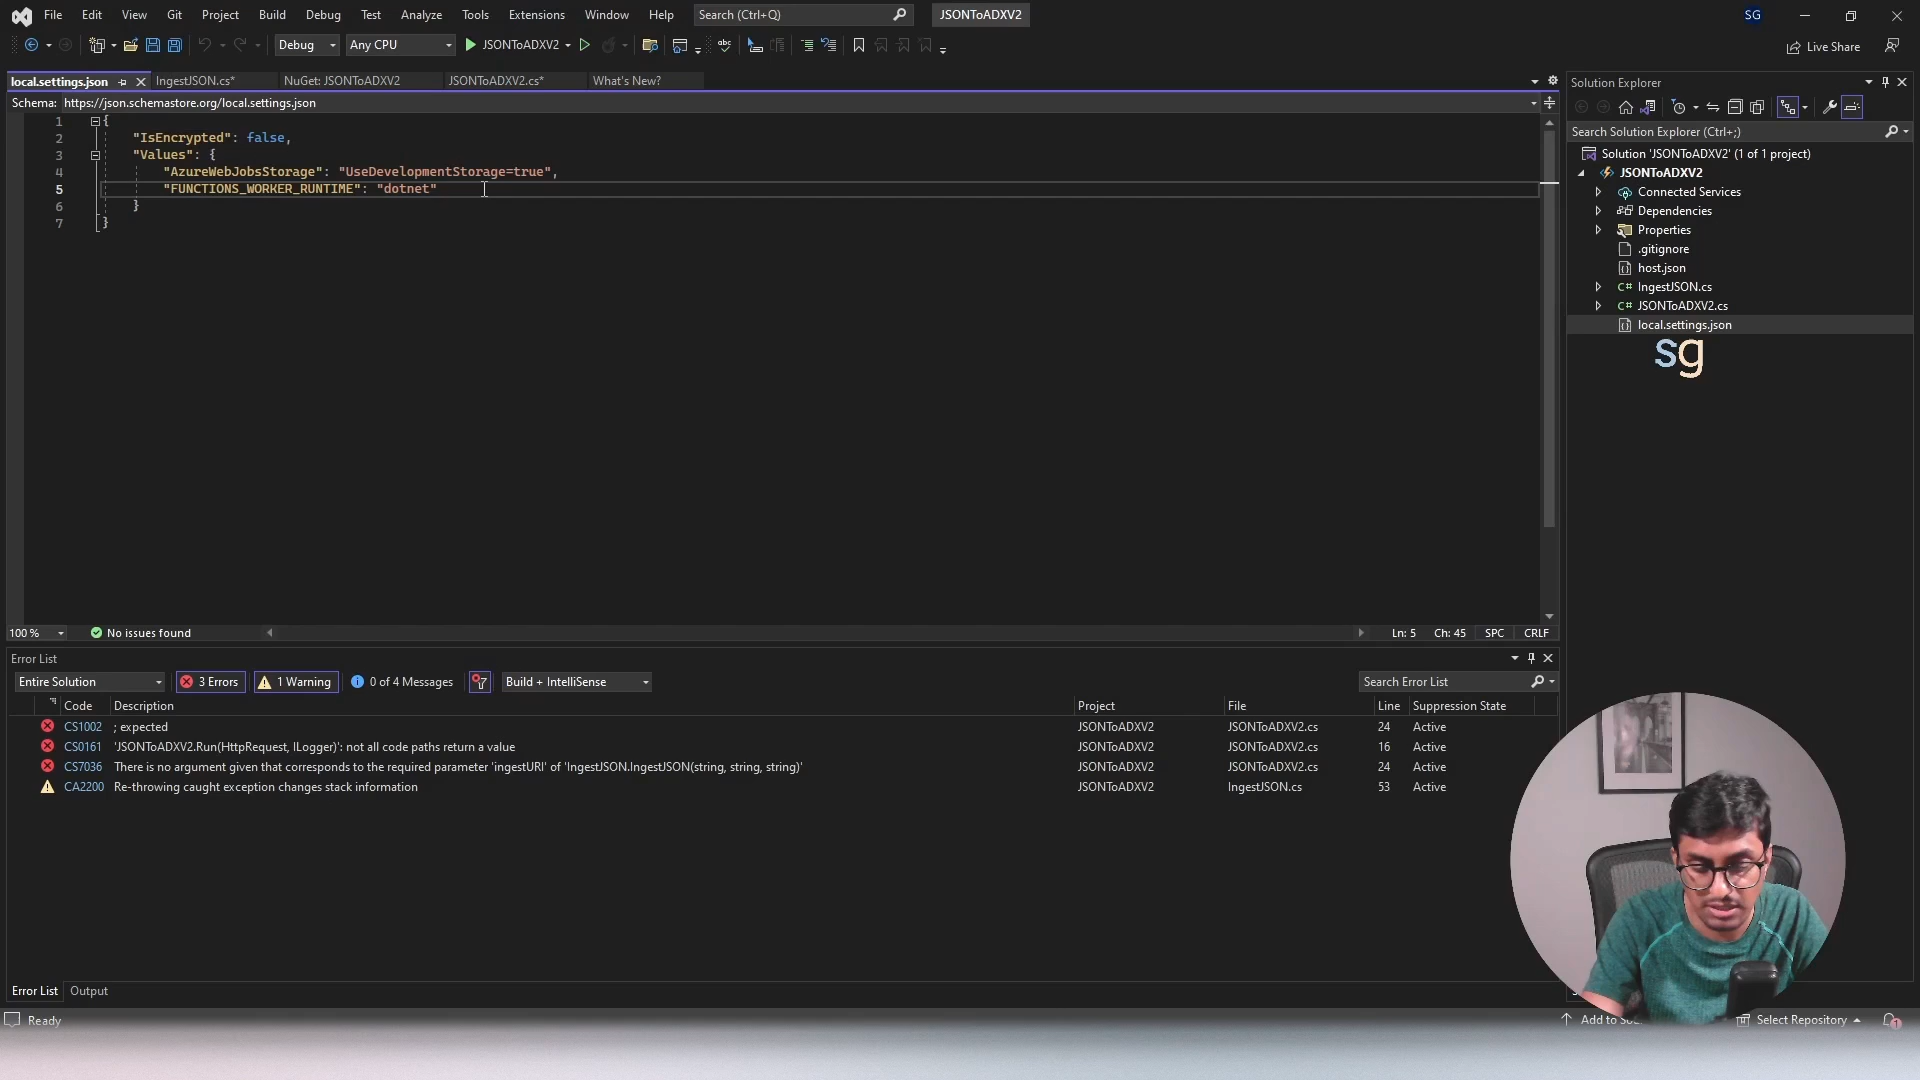 File Edit View Git Project Build Debug Test Analyze Tools Extensions Window Help Search (Ctrl+Q) JSONToADXV2 SG
Debug Any CPU JSONToADXV2 Live Share
local.settings.json IngestJSON.cs* NuGet: JSONToADXV2 JSONToADXV2.cs* What's New?
Schema: https://json.schemastore.org/local.settings.json
1 {
2 "IsEncrypted": false,
3 "Values": {
4 "AzureWebJobsStorage": "UseDevelopmentStorage=true",
5 "FUNCTIONS_WORKER_RUNTIME": "dotnet"
6 }
7 }
100 % No issues found Ln: 5 Ch: 45 SPC CRLF
Solution Explorer
Search Solution Explorer (Ctrl+;)
Solution 'JSONToADXV2' (1 of 1 project)
JSONToADXV2
Connected Services
Dependencies
Properties
.gitignore
host.json
C# IngestJSON.cs
C# JSONToADXV2.cs
local.settings.json
sg
Error List
Entire Solution 3 Errors 1 Warning 0 of 4 Messages Build + IntelliSense Search Error List
Code Description Project File Line Suppression State
CS1002 ; expected JSONToADXV2 JSONToADXV2.cs 24 Active
CS0161 'JSONToADXV2.Run(HttpRequest, ILogger)': not all code paths return a value JSONToADXV2 JSONToADXV2.cs 16 Active
CS7036 There is no argument given that corresponds to the required parameter 'ingestURI' of 'IngestJSON.IngestJSON(string, string, string)' JSONToADXV2 JSONToADXV2.cs 24 Active
CA2200 Re-throwing caught exception changes stack information JSONToADXV2 IngestJSON.cs 53 Active
Error List Output
Ready Add to Select Repository 1